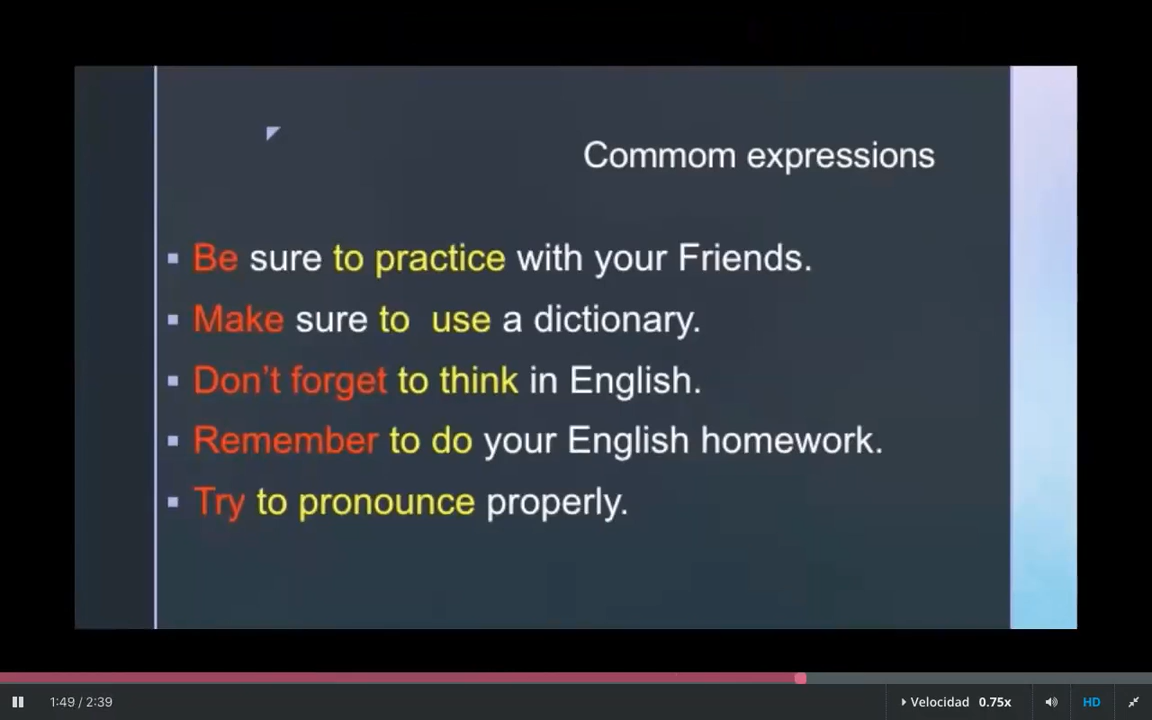 Commom expressions
Be sure to practice with your Friends.
Make sure to use a dictionary.
Don't forget to think in English.
Remember to do your English homework.
Try to pronounce properly.
1:49 / 2:39
Velocidad 0.75x
HD